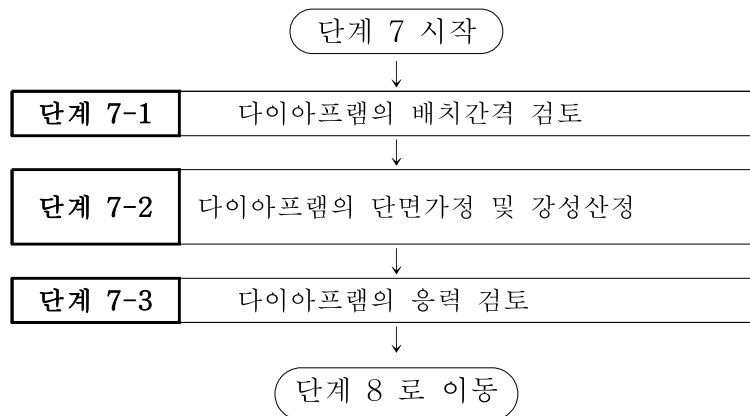 단계 7 시작
단계 7-1 다이아프램의 배치간격 검토
단계 7-2 다이아프램의 단면가정 및 강성산정
단계 7-3 다이아프램의 응력 검토
단계 8 로 이동